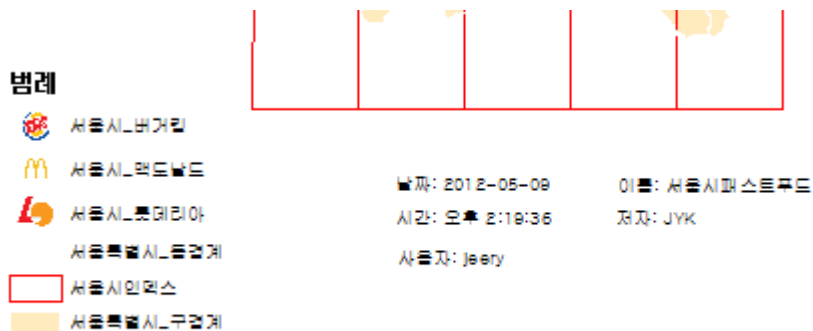 범례
서울시_버거킹
서울시_맥도날드
서울시_롯데리아
서울특별시_동경계
서울시인덱스
서울특별시_구경계
날짜: 2012-05-09
시간: 오후 2:19:36
사용자: jeery
이름: 서울시패스트푸드
저자: JYK